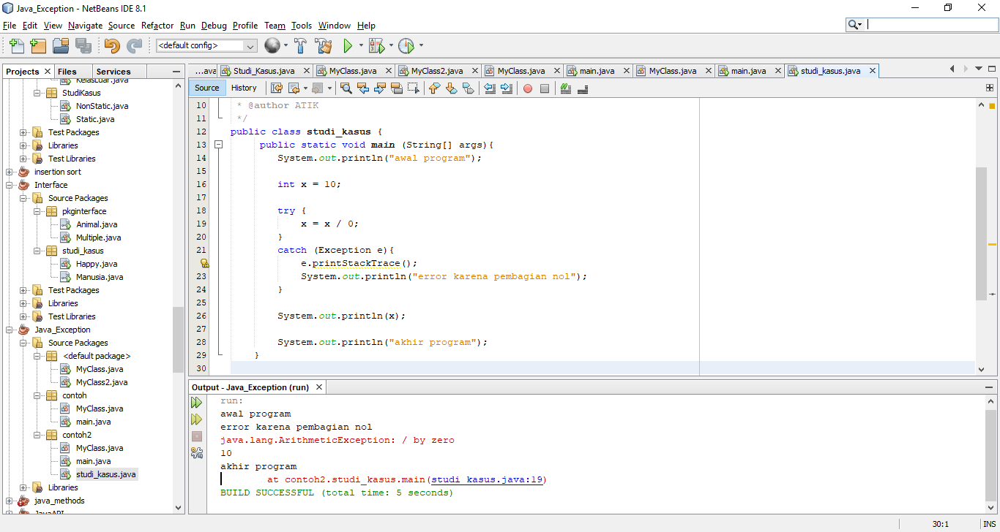 Java_Exception - NetBeans IDE 8.1
File Edit View Navigate Source Refactor Run Debug Profile Team Tools Window Help
<default config>
Projects Files Services
KelasLuar.java
StudiKasus
NonStatic.java
Static.java
Test Packages
Libraries
Test Libraries
insertion sort
Interface
Source Packages
pkginterface
Animal.java
Multiple.java
studi_kasus
Happy.java
Manusia.java
Test Packages
Libraries
Test Libraries
Java_Exception
Source Packages
<default package>
MyClass.java
MyClass2.java
contoh
MyClass.java
main.java
contoh2
MyClass.java
main.java
studi_kasus.java
Libraries
java_methods
JavaAPI
...ava Studi_Kasus.java MyClass.java MyClass2.java MyClass.java main.java MyClass.java main.java studi_kasus.java
Source History
10 * @author ATIK
11 */
12 public class studi_kasus {
13 public static void main (String[] args){
14 System.out.println("awal program");
15
16 int x = 10;
17
18 try {
19 x = x / 0;
20 }
21 catch (Exception e){
e.printStackTrace();
23 System.out.println("error karena pembagian nol");
24 }
25
26 System.out.println(x);
27
28 System.out.println("akhir program");
29 }
30
Output - Java_Exception (run)
run:
awal program
error karena pembagian nol
java.lang.ArithmeticException: / by zero
10
akhir program
at contoh2.studi_kasus.main(studi_kasus.java:19)
BUILD SUCCESSFUL (total time: 5 seconds)
30:1 INS